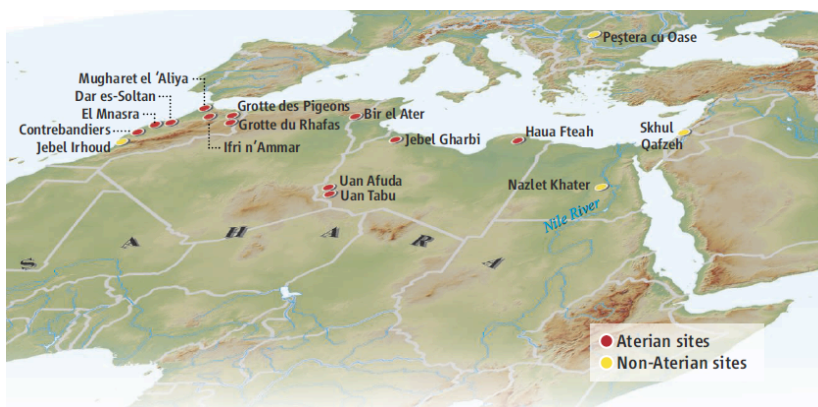 Peştera cu Oase
Mugharet el ‘Aliya
Dar es-Soltan
El Mnasra
Contrebandiers
Jebel Irhoud
Grotte des Pigeons
Grotte du Rhafas
Ifri n’Ammar
Bir el Ater
Jebel Gharbi
Haua Fteah
Skhul
Qafzeh
Uan Afuda
Uan Tabu
Nazlet Khater
Nile River
SAHARA
Aterian sites
Non-Aterian sites